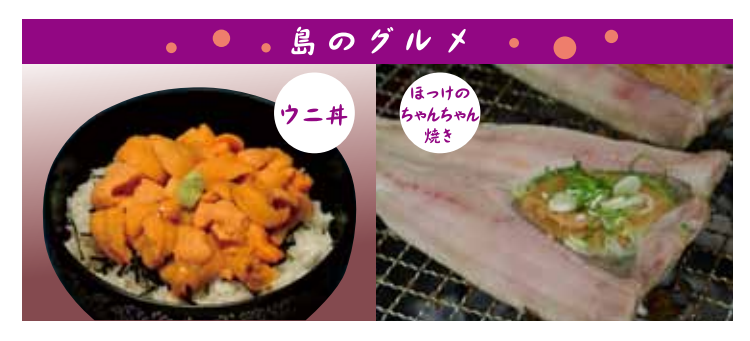 島のグルメ
ウニ丼
ほっけの
ちゃんちゃん
焼き